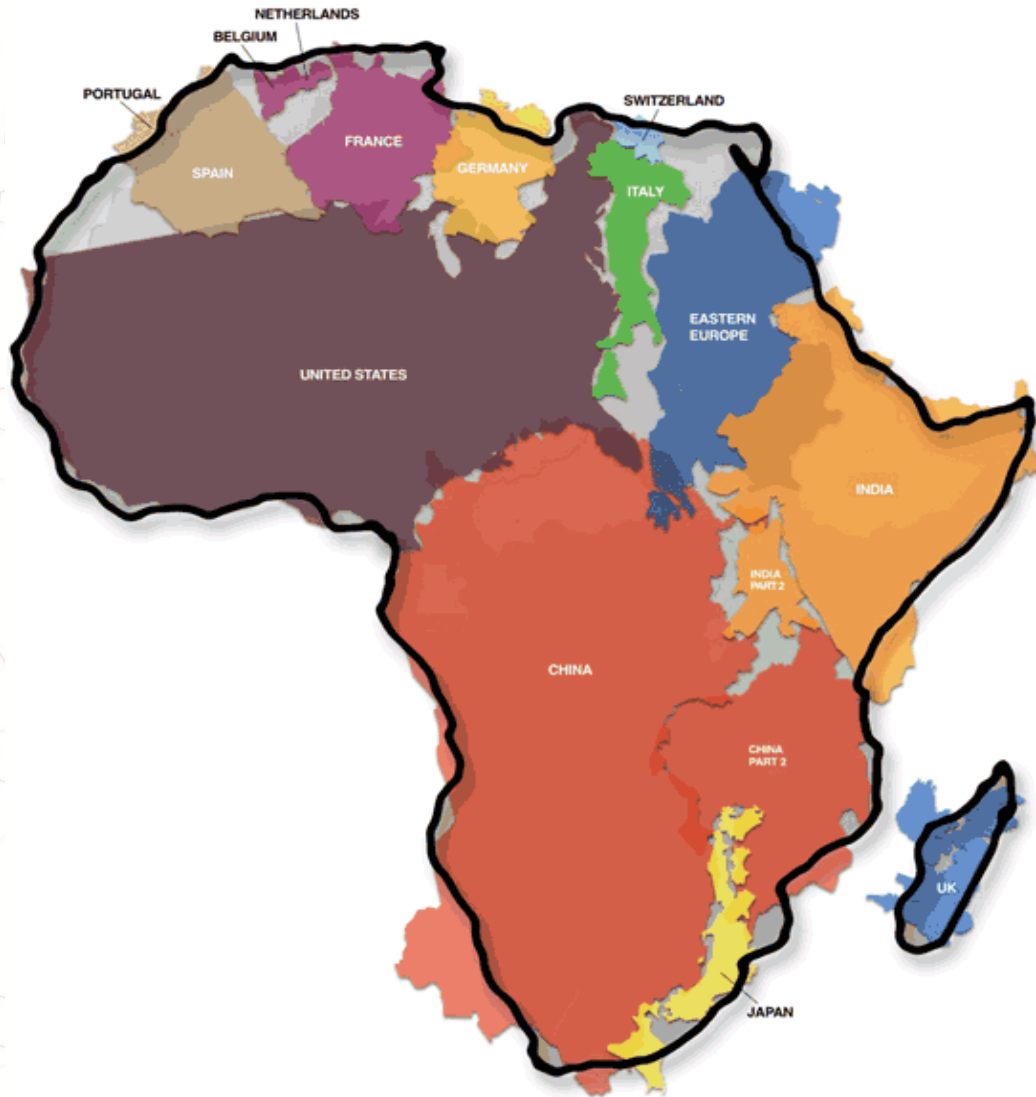 NETHERLANDS
BELGIUM
PORTUGAL
SWITZERLAND
FRANCE
SPAIN
GERMANY
ITALY
EASTERN
EUROPE
UNITED STATES
INDIA
INDIA
PART 2
CHINA
CHINA
PART 2
UK
JAPAN